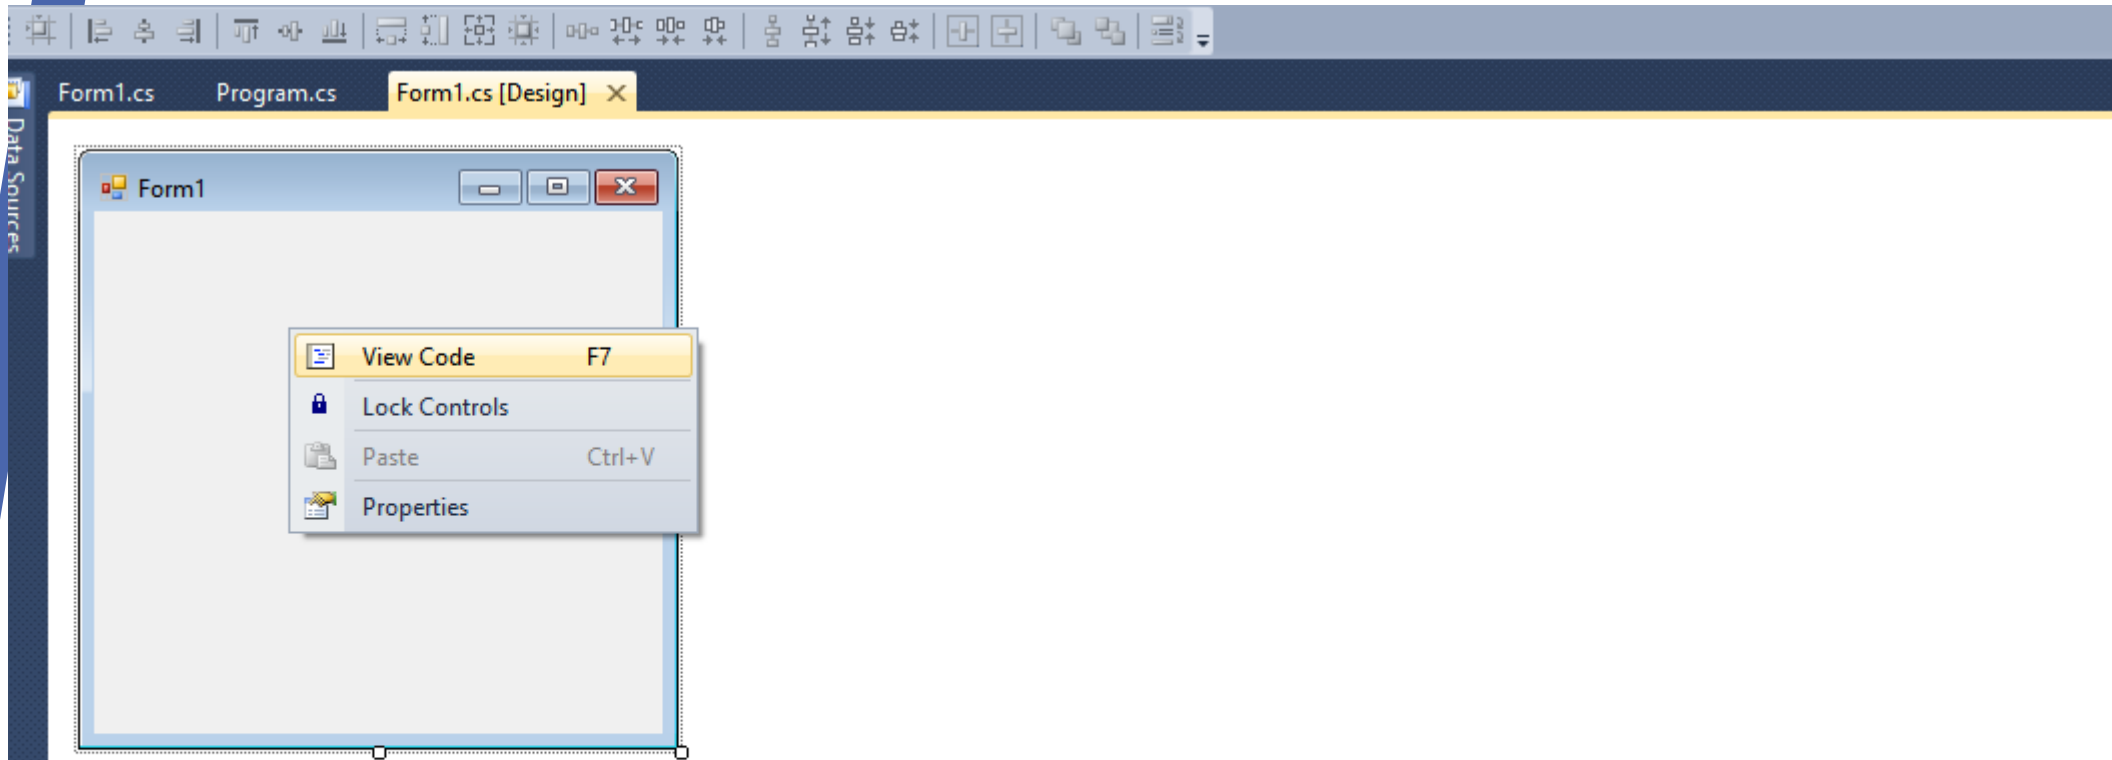 Form1.cs Program.cs Form1.cs [Design]
Data Sources
Form1
View Code F7
Lock Controls
Paste Ctrl+V
Properties